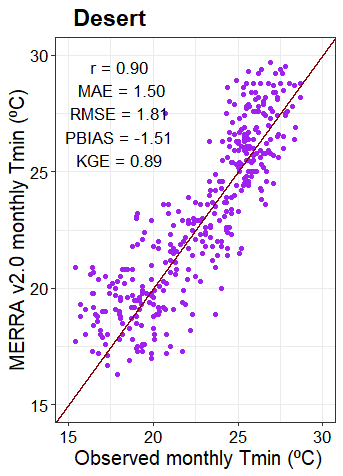 Desert
r = 0.90
MAE = 1.50
RMSE = 1.81
PBIAS = -1.51
KGE = 0.89
MERRA v2.0 monthly Tmin (ºC)
30
25
20
15
15 20 25 30
Observed monthly Tmin (ºC)